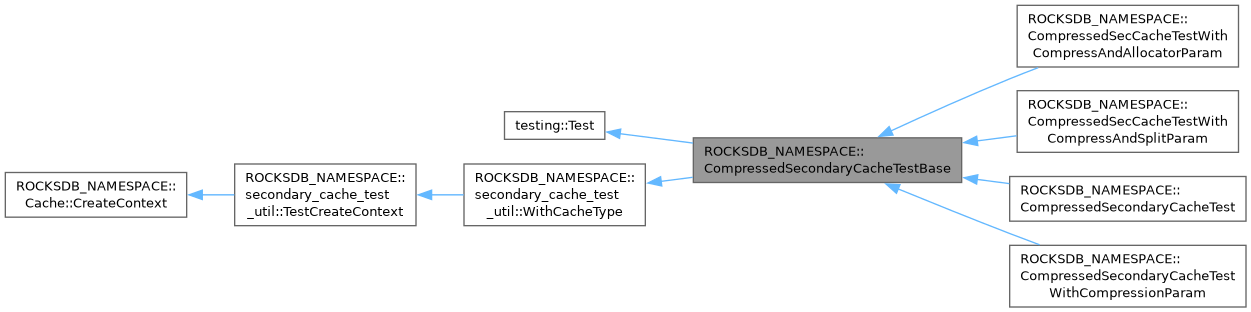 ROCKSDB_NAMESPACE::
Cache::CreateContext
ROCKSDB_NAMESPACE::
secondary_cache_test
_util::TestCreateContext
ROCKSDB_NAMESPACE::
secondary_cache_test
_util::WithCacheType
testing::Test
ROCKSDB_NAMESPACE::
CompressedSecondaryCacheTestBase
ROCKSDB_NAMESPACE::
CompressedSecCacheTestWith
CompressAndAllocatorParam
ROCKSDB_NAMESPACE::
CompressedSecCacheTestWith
CompressAndSplitParam
ROCKSDB_NAMESPACE::
CompressedSecondaryCacheTest
ROCKSDB_NAMESPACE::
CompressedSecondaryCacheTest
WithCompressionParam